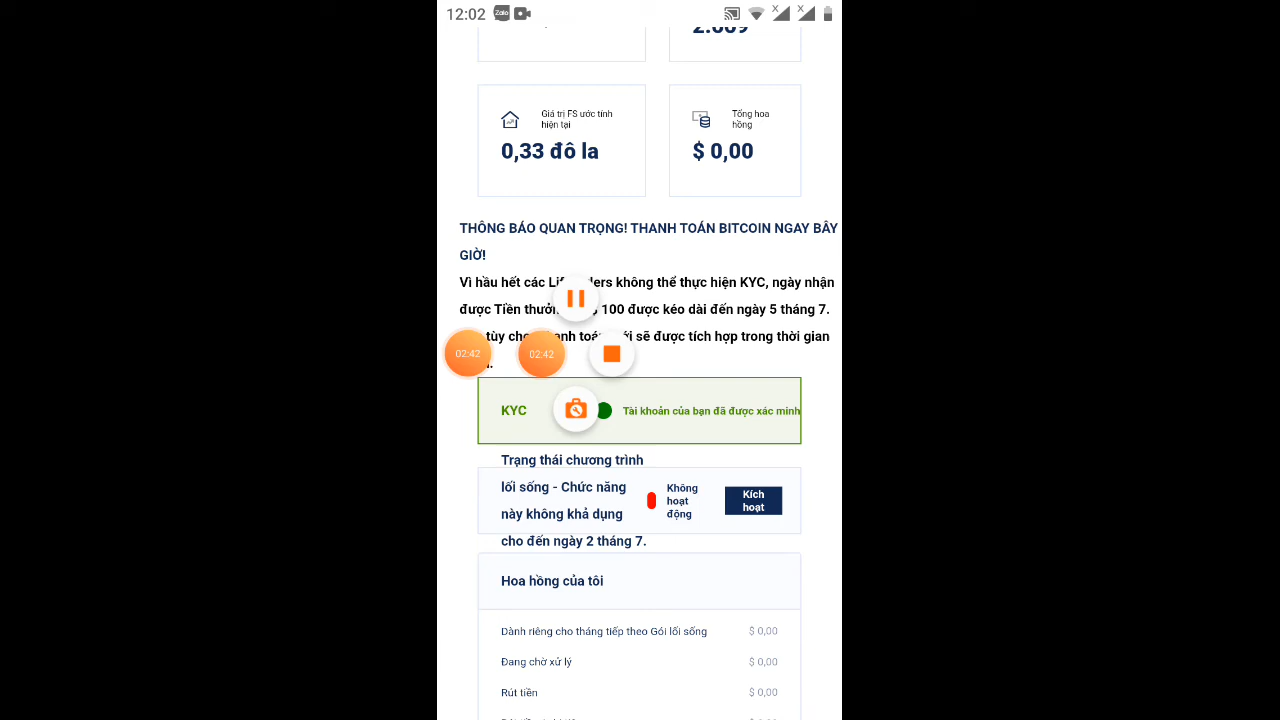 12:02 Zalo
2.009
Giá trị FS ước tính
hiện tại
0,33 đô la
Tổng hoa
hồng
$ 0,00
THÔNG BÁO QUAN TRỌNG! THANH TOÁN BITCOIN NGAY BÂY
GIỜ!
Vì hầu hết các không thể thực hiện KYC, ngày nhận
được Tiền 100 được kéo dài đến ngày 5 tháng 7.
tùy sẽ được tích hợp trong thời gian
02:42
02:42
KYC
Tài khoản của bạn đã được xác minh
Trạng thái chương trình
lối sống - Chức năng
này không khả dụng
cho đến ngày 2 tháng 7.
Không
hoạt
động
Kích
hoạt
Hoa hồng của tôi
Dành riêng cho tháng tiếp theo Gói lối sống $ 0,00
Đang chờ xử lý $ 0,00
Rút tiền $ 0,00